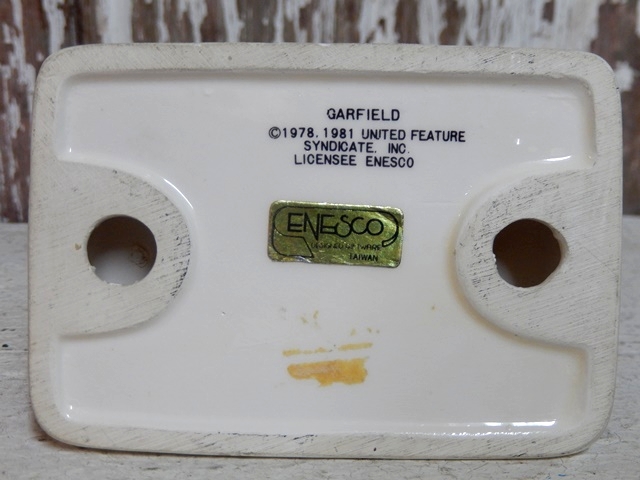 GARFIELD
©1978, 1981 UNITED FEATURE
SYNDICATE, INC.
LICENSEE ENESCO
ENESCO
TAIWAN